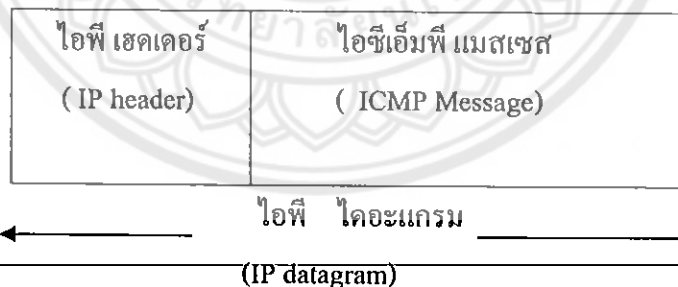 ไอพี เฮดเดอร์ ไอซีเอ็มพี แมสเซส
( IP header) ( ICMP Message)
ไอพี ไดอะแกรม
(IP datagram)